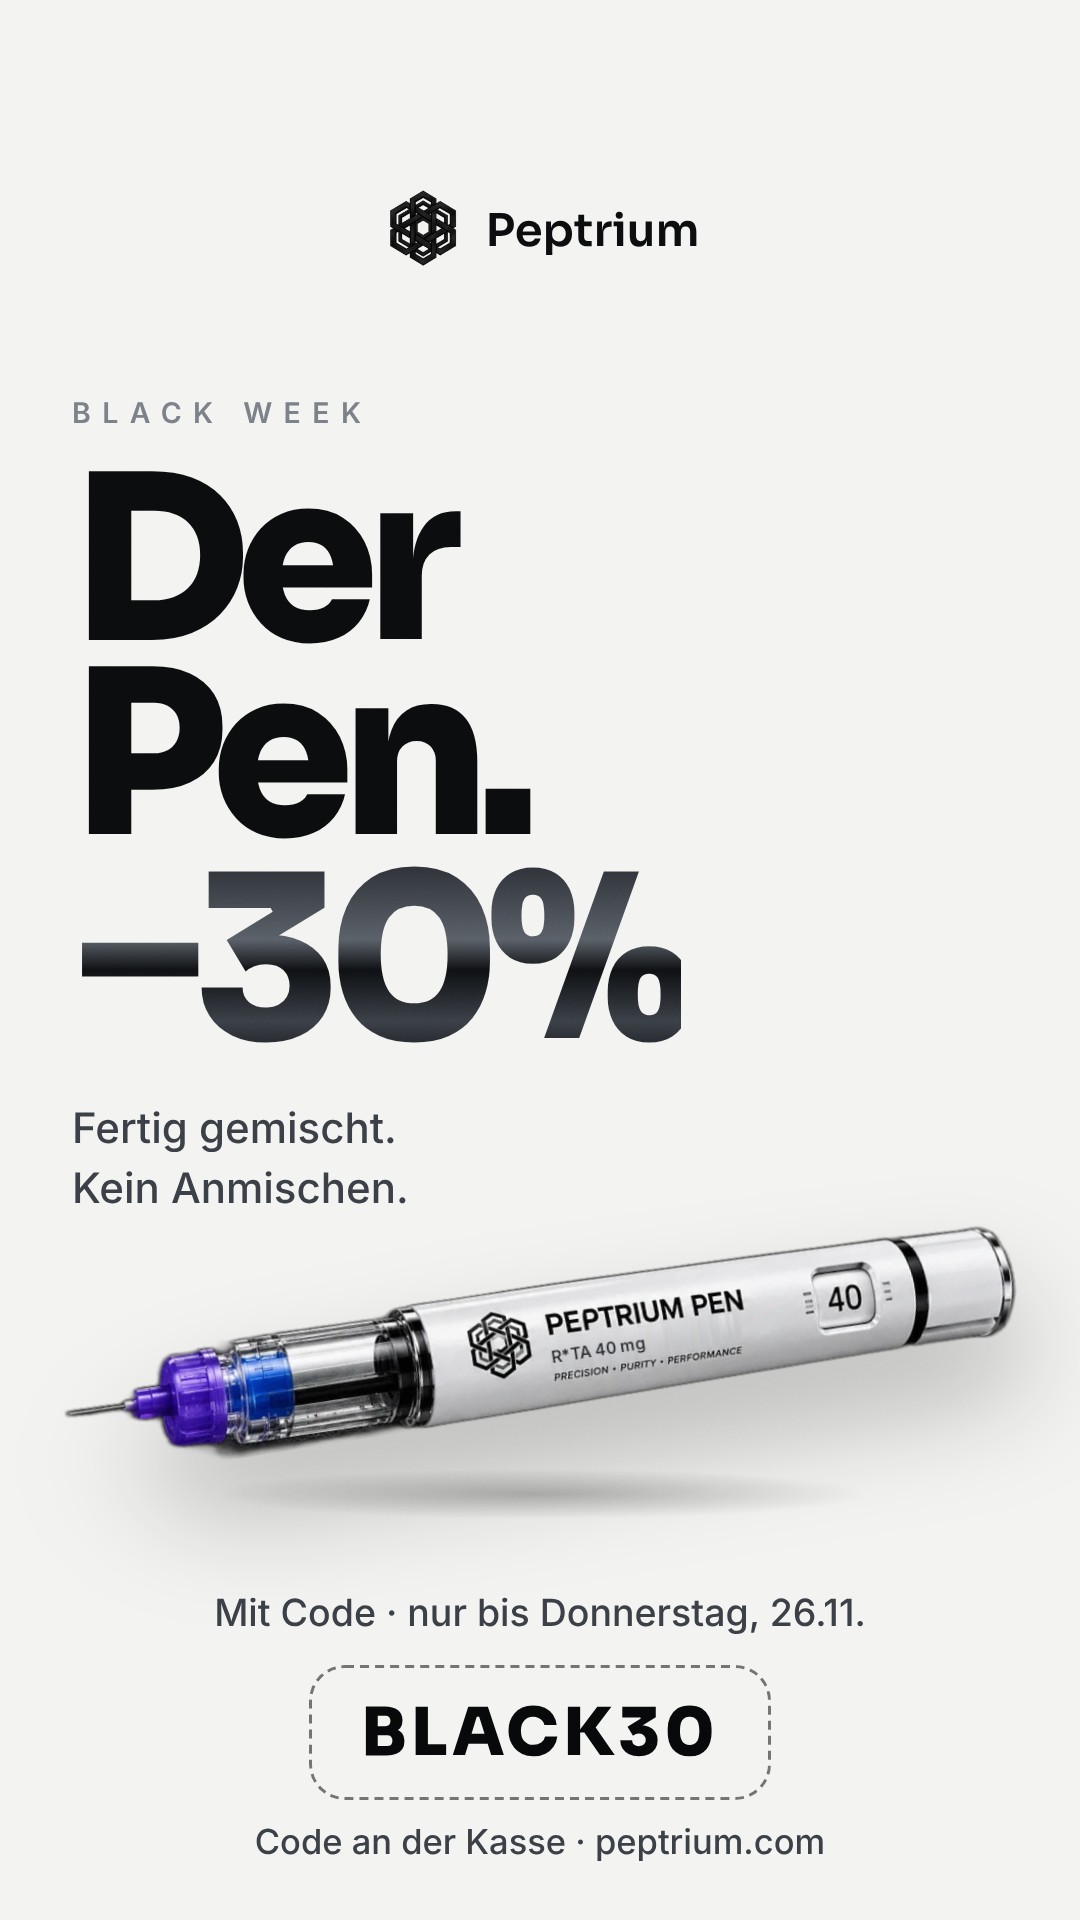 Peptrium
BLACK WEEK
Der
Pen.
–30%
Fertig gemischt.
Kein Anmischen.
PEPTRIUM PEN
R*TA 40 mg
PRECISION • PURITY • PERFORMANCE
40
Mit Code · nur bis Donnerstag, 26.11.
BLACK30
Code an der Kasse · peptrium.com